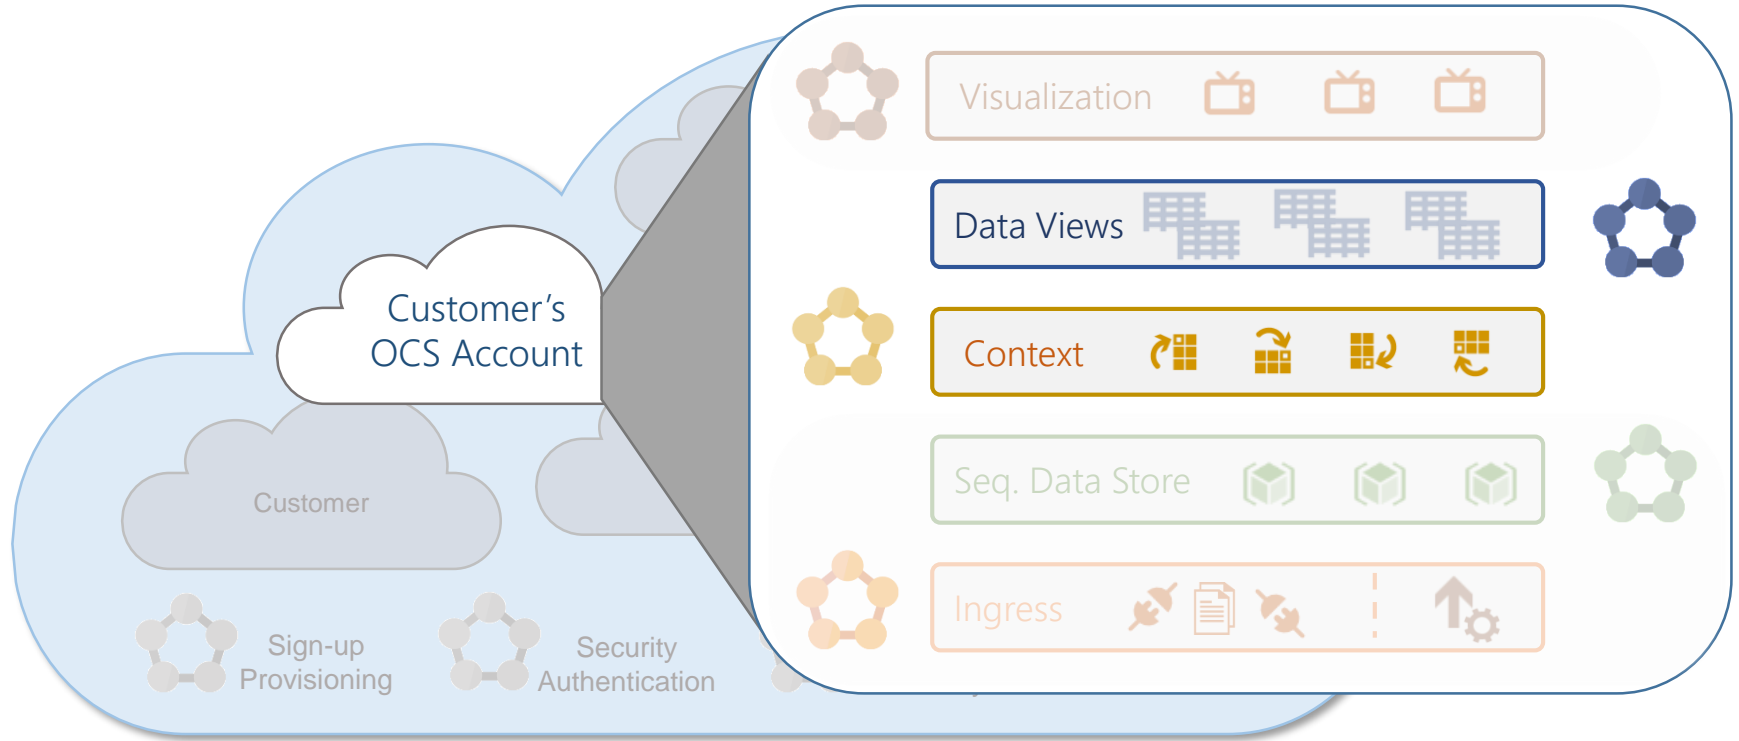 Visualization
Data Views
Customer's
OCS Account
Context
Seq. Data Store
Customer
Ingress
Sign-up
Provisioning
Security
Authentication